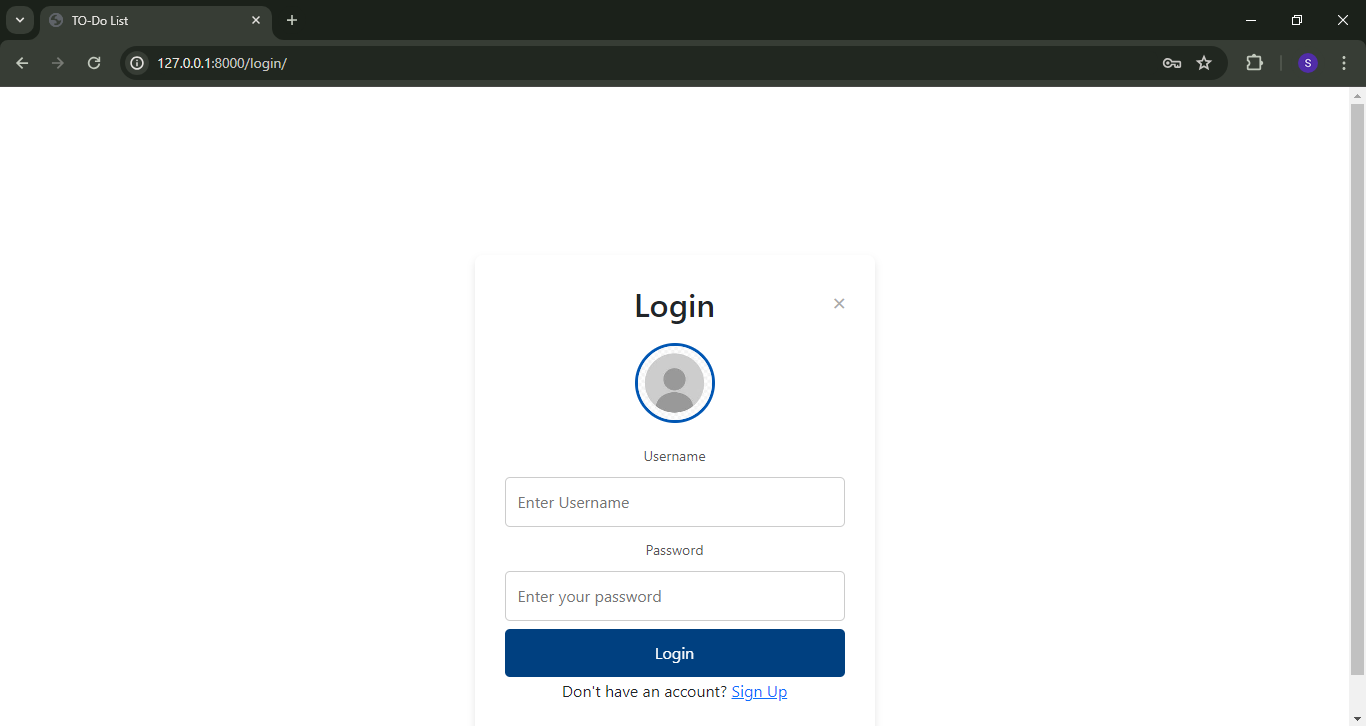 TO-Do List
127.0.0.1:8000/login/
S
Login
Username
Enter Username
Password
Enter your password
Login
Don't have an account? Sign Up